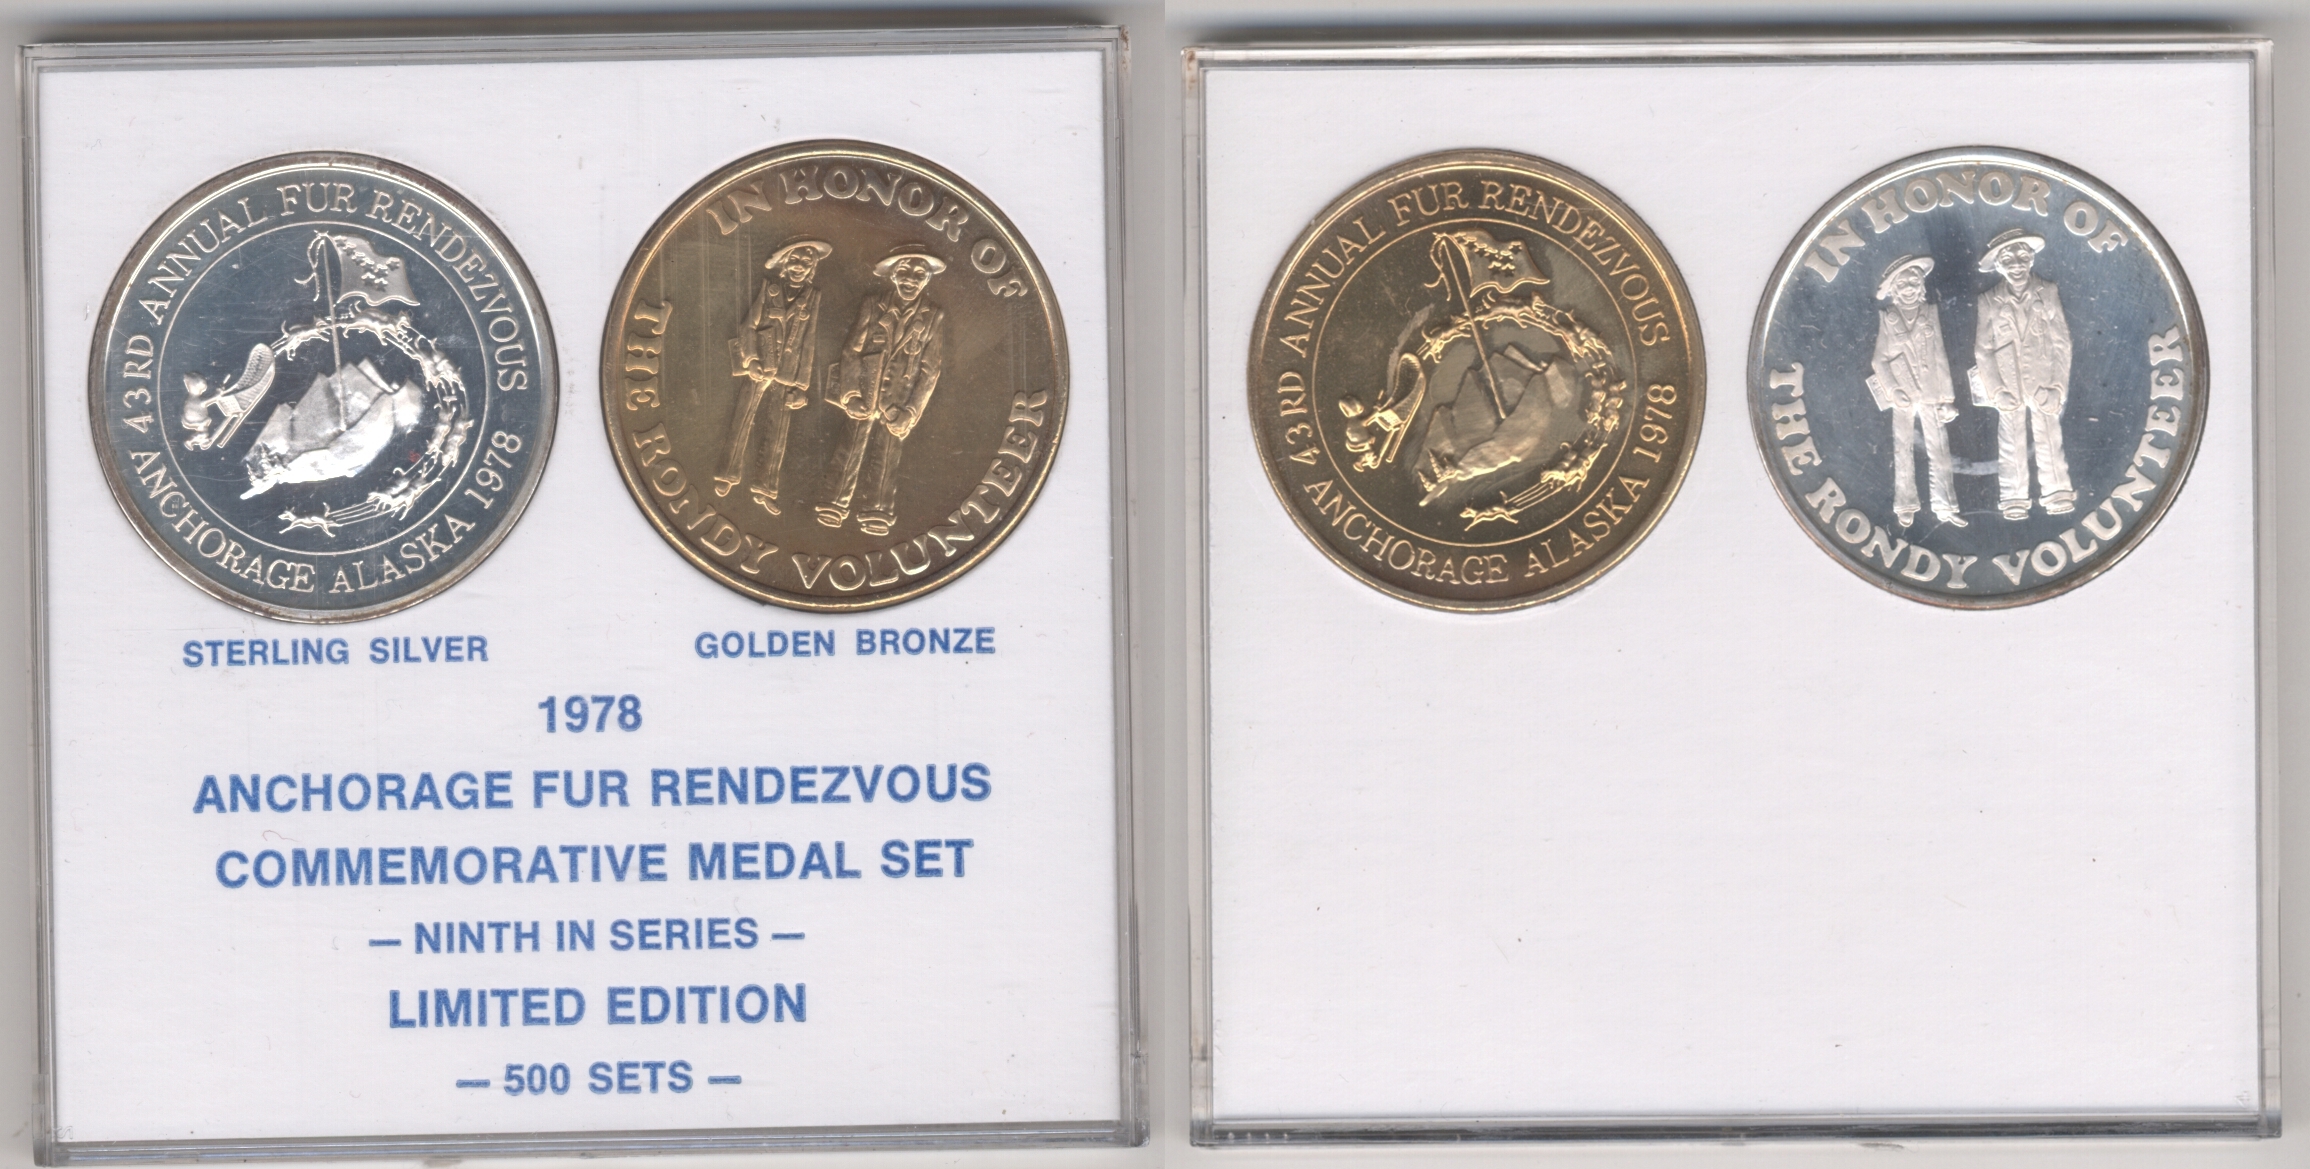 43RD ANNUAL FUR RENDEZVOUS
ANCHORAGE ALASKA 1978
IN HONOR OF
THE RONDY VOLUNTEER
STERLING SILVER
GOLDEN BRONZE
1978
ANCHORAGE FUR RENDEZVOUS
COMMEMORATIVE MEDAL SET
— NINTH IN SERIES —
LIMITED EDITION
— 500 SETS —
43RD ANNUAL FUR RENDEZVOUS
ANCHORAGE ALASKA 1978
IN HONOR OF
THE RONDY VOLUNTEER